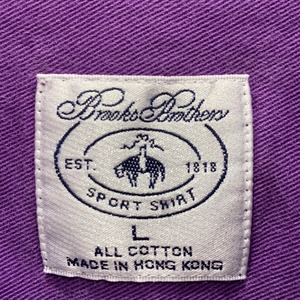 Brooks Brothers
EST. 1818
SPORT SHIRT
L
ALL COTTON
MADE IN HONG KONG